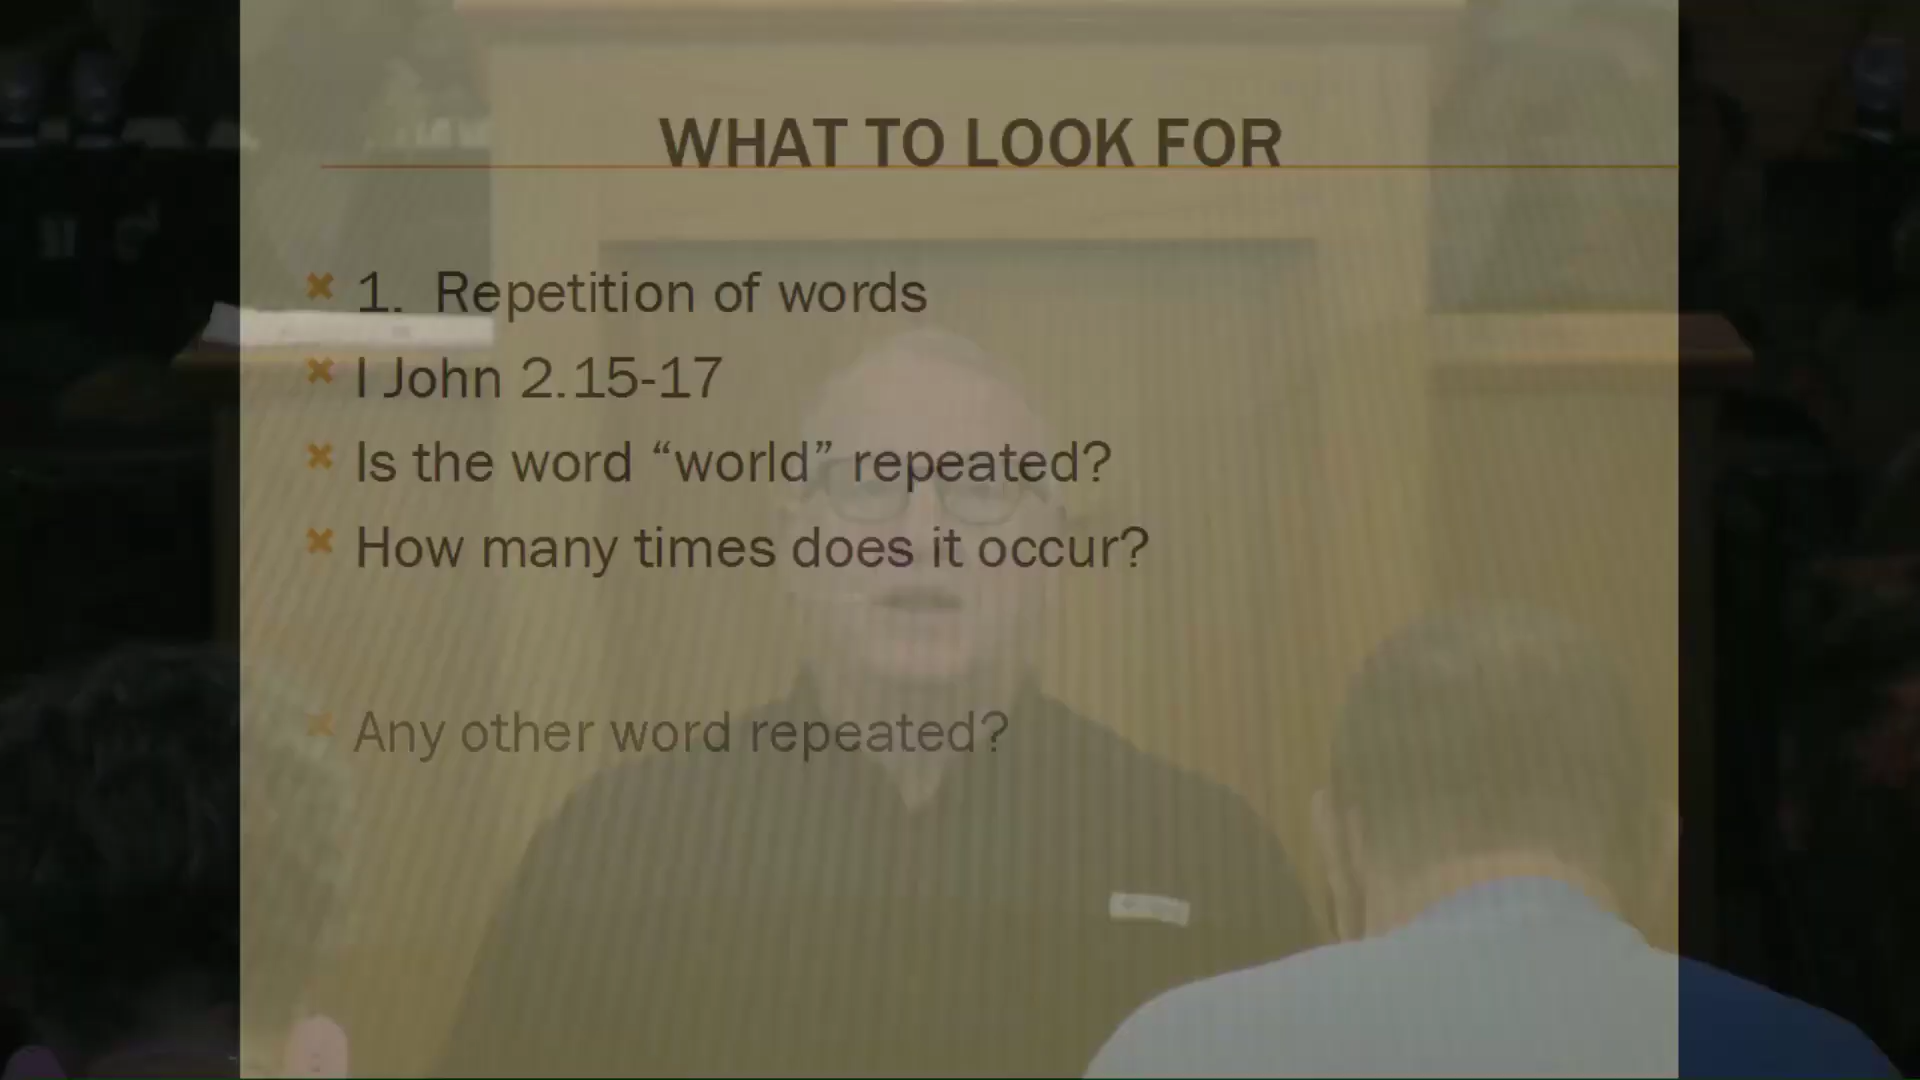 WHAT TO LOOK FOR
1. Repetition of words
I John 2.15-17
Is the word “world” repeated?
How many times does it occur?
Any other word repeated?